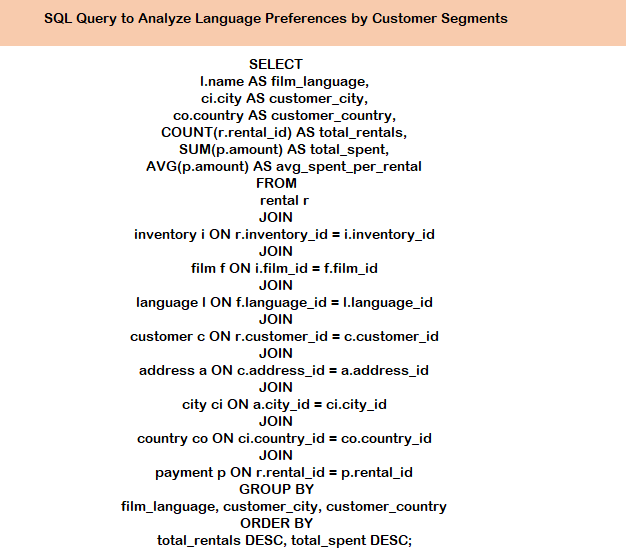 SQL Query to Analyze Language Preferences by Customer Segments
SELECT
l.name AS film_language,
ci.city AS customer_city,
co.country AS customer_country,
COUNT(r.rental_id) AS total_rentals,
SUM(p.amount) AS total_spent,
AVG(p.amount) AS avg_spent_per_rental
FROM
rental r
JOIN
inventory i ON r.inventory_id = i.inventory_id
JOIN
film f ON i.film_id = f.film_id
JOIN
language l ON f.language_id = l.language_id
JOIN
customer c ON r.customer_id = c.customer_id
JOIN
address a ON c.address_id = a.address_id
JOIN
city ci ON a.city_id = ci.city_id
JOIN
country co ON ci.country_id = co.country_id
JOIN
payment p ON r.rental_id = p.rental_id
GROUP BY
film_language, customer_city, customer_country
ORDER BY
total_rentals DESC, total_spent DESC;